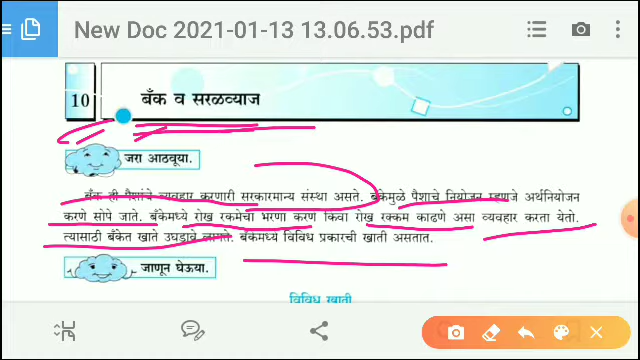 New Doc 2021-01-13 13.06.53.pdf
10 बँक व सरळव्याज
जरा आठवूया.
बँक ही पैशांचे व्यवहार करणारी सरकारमान्य संस्था असते. बँकेमुळे पैशाचे नियोजन म्हणजे अर्थनियोजन
करणे सोपे जाते. बँकेमध्ये रोख रकमेचा भरणा करणे किंवा रोख रक्कम काढणे असा व्यवहार करता येतो.
त्यासाठी बँकेत खाते उघडावे लागते. बँकेमध्ये विविध प्रकारची खाती असतात.
जाणून घेऊया.
विविध खाती